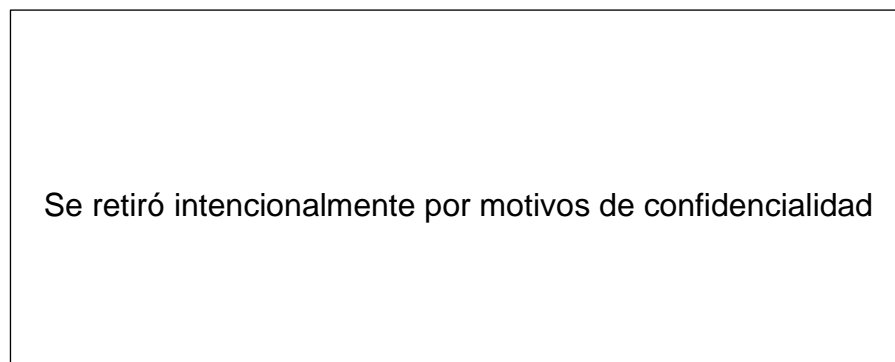 Se retiró intencionalmente por motivos de confidencialidad